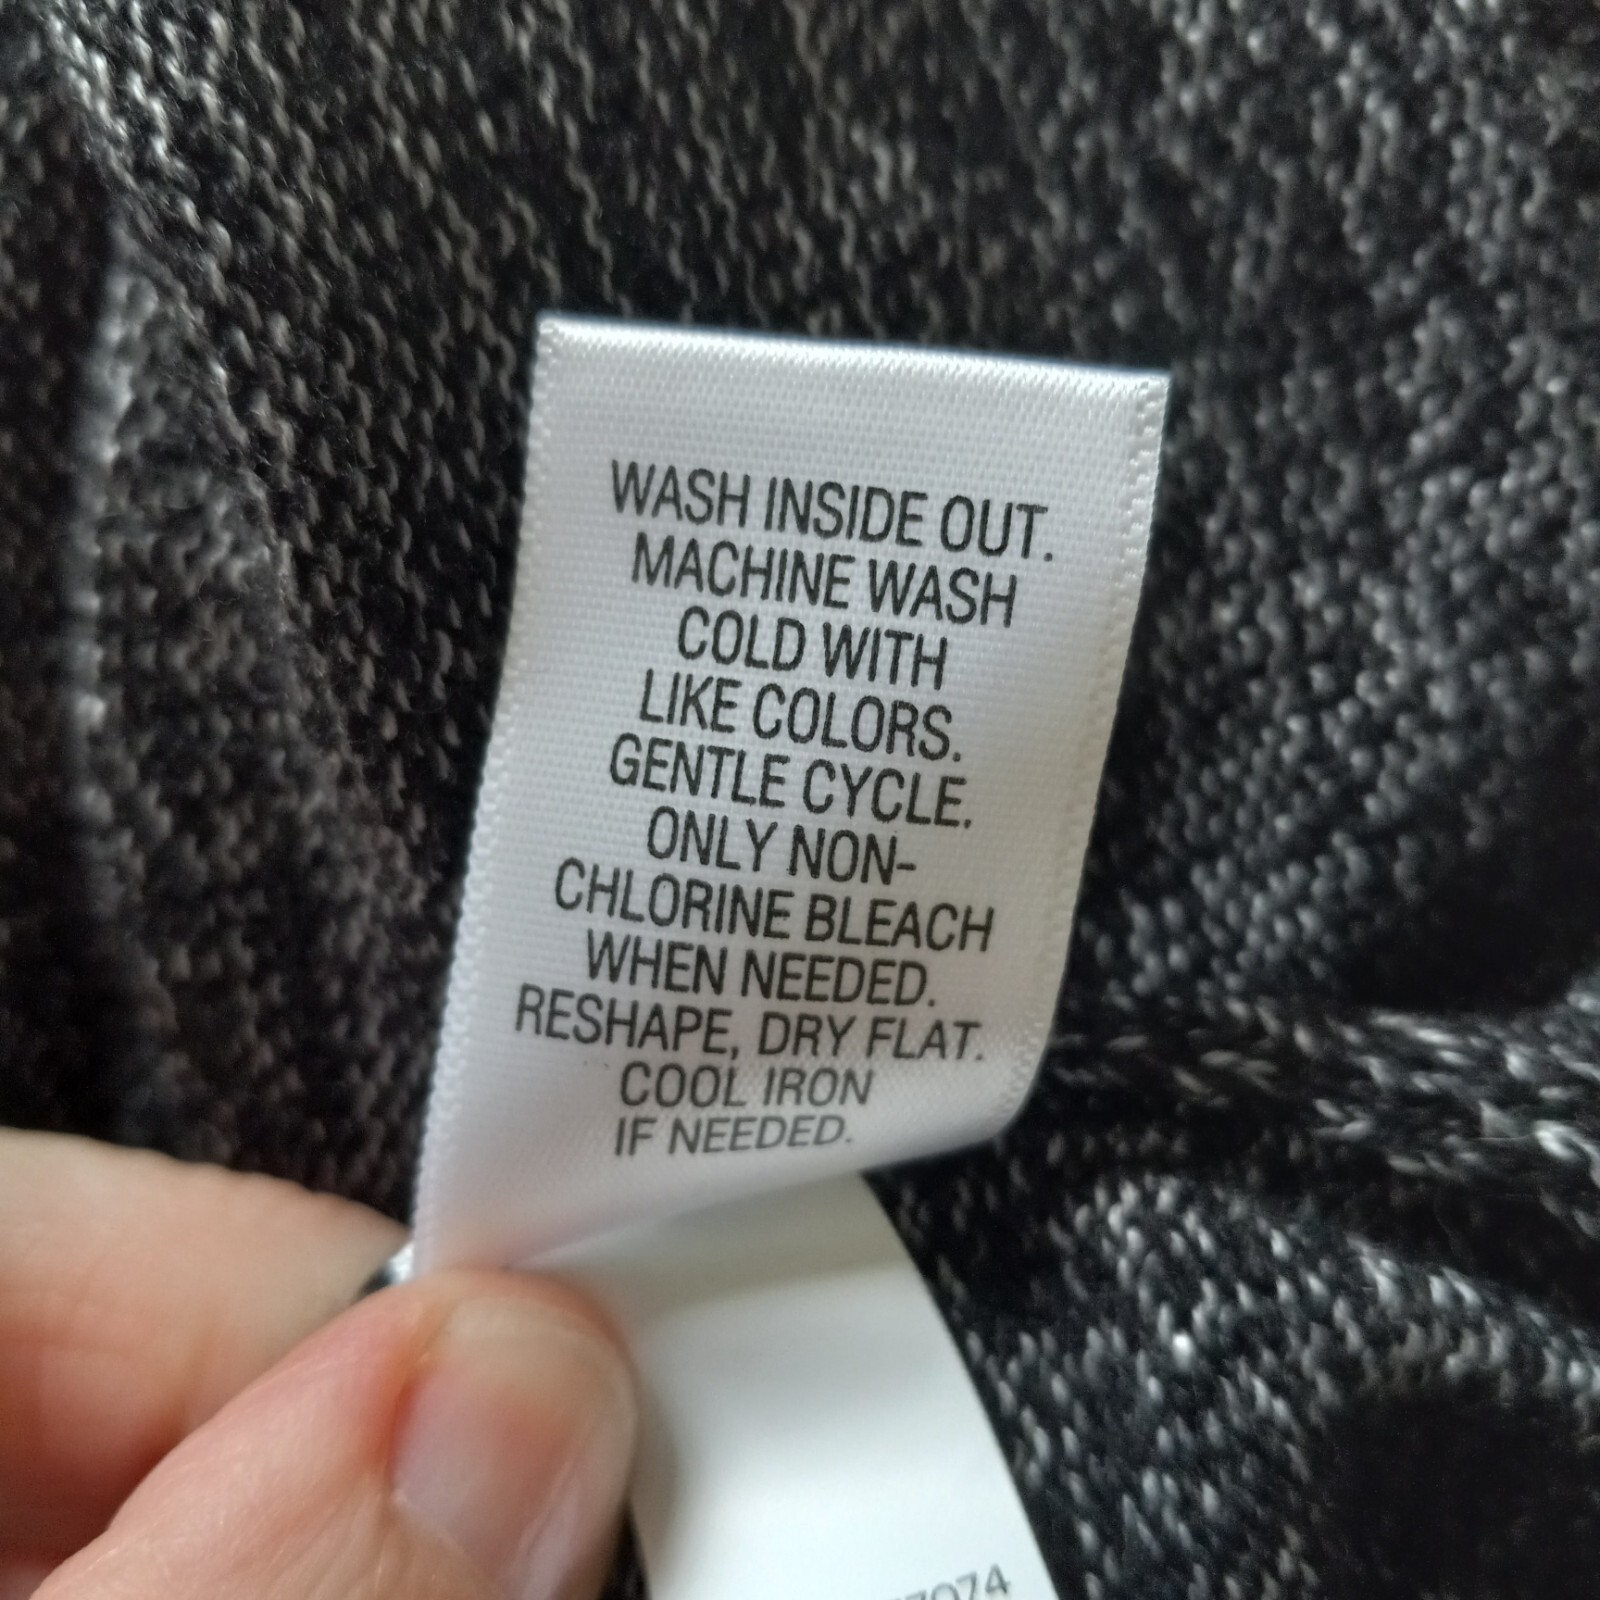 WASH INSIDE OUT.
MACHINE WASH
COLD WITH
LIKE COLORS.
GENTLE CYCLE.
ONLY NON-
CHLORINE BLEACH
WHEN NEEDED.
RESHAPE, DRY FLAT.
COOL IRON
IF NEEDED.